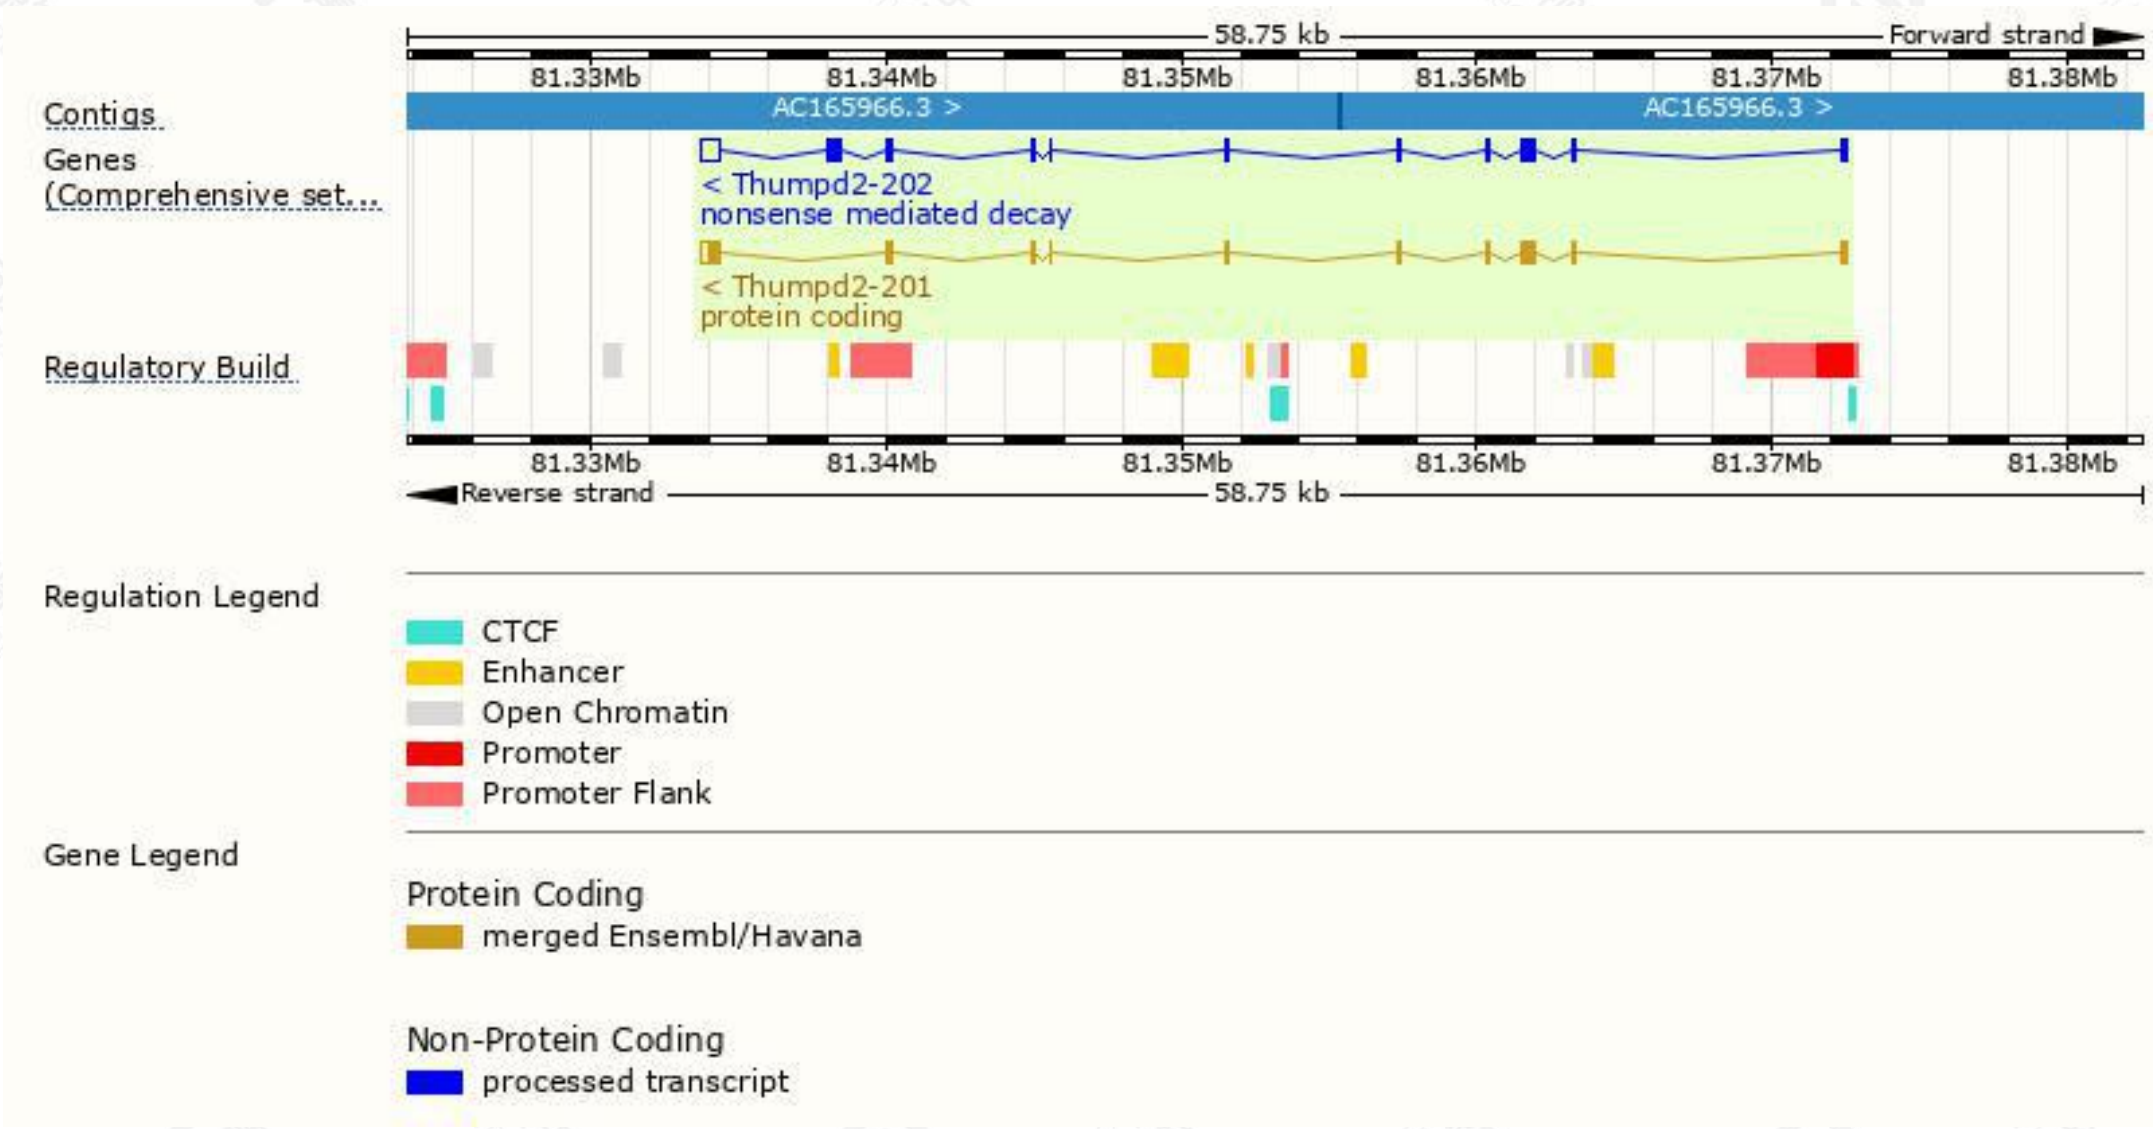 58.75 kb Forward strand
81.33Mb 81.34Mb 81.35Mb 81.36Mb 81.37Mb 81.38Mb
Contigs AC165966.3 > AC165966.3 >
Genes
(Comprehensive set...
< Thumpd2-202
nonsense mediated decay
< Thumpd2-201
protein coding
Regulatory Build
81.33Mb 81.34Mb 81.35Mb 81.36Mb 81.37Mb 81.38Mb
Reverse strand 58.75 kb
Regulation Legend
CTCF
Enhancer
Open Chromatin
Promoter
Promoter Flank
Gene Legend
Protein Coding
merged Ensembl/Havana
Non-Protein Coding
processed transcript